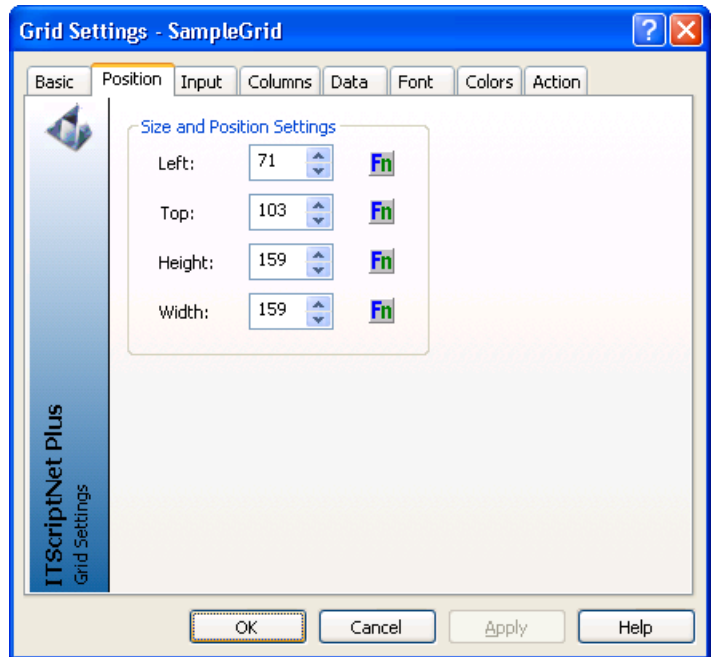 Grid Settings - SampleGrid
Basic Position Input Columns Data Font Colors Action
Size and Position Settings
Left: 71 Fn
Top: 103 Fn
Height: 159 Fn
Width: 159 Fn
ITScriptNet Plus
Grid Settings
OK Cancel Apply Help